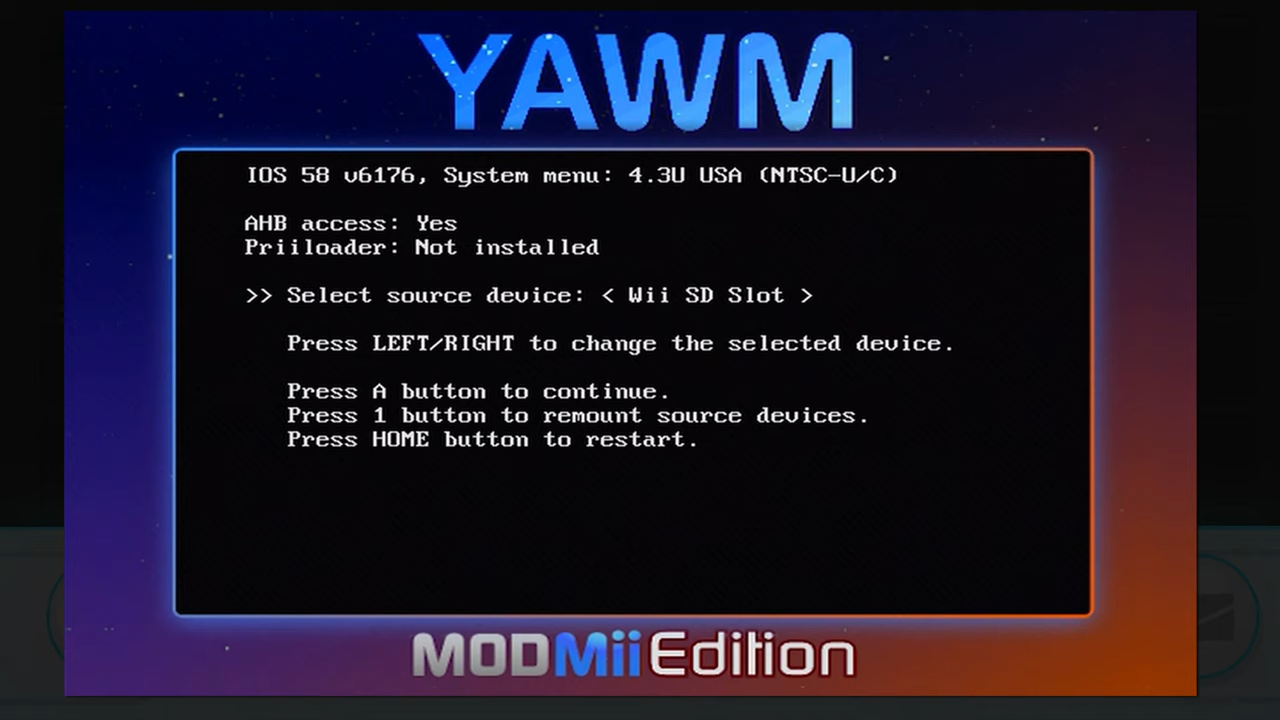 YAWM
IOS 58 v6176, System menu: 4.3U USA (NTSC-U/C)
AHB access: Yes
Priiloader: Not installed
>> Select source device: < Wii SD Slot >
Press LEFT/RIGHT to change the selected device.
Press A button to continue.
Press 1 button to remount source devices.
Press HOME button to restart.
MODMii Edition